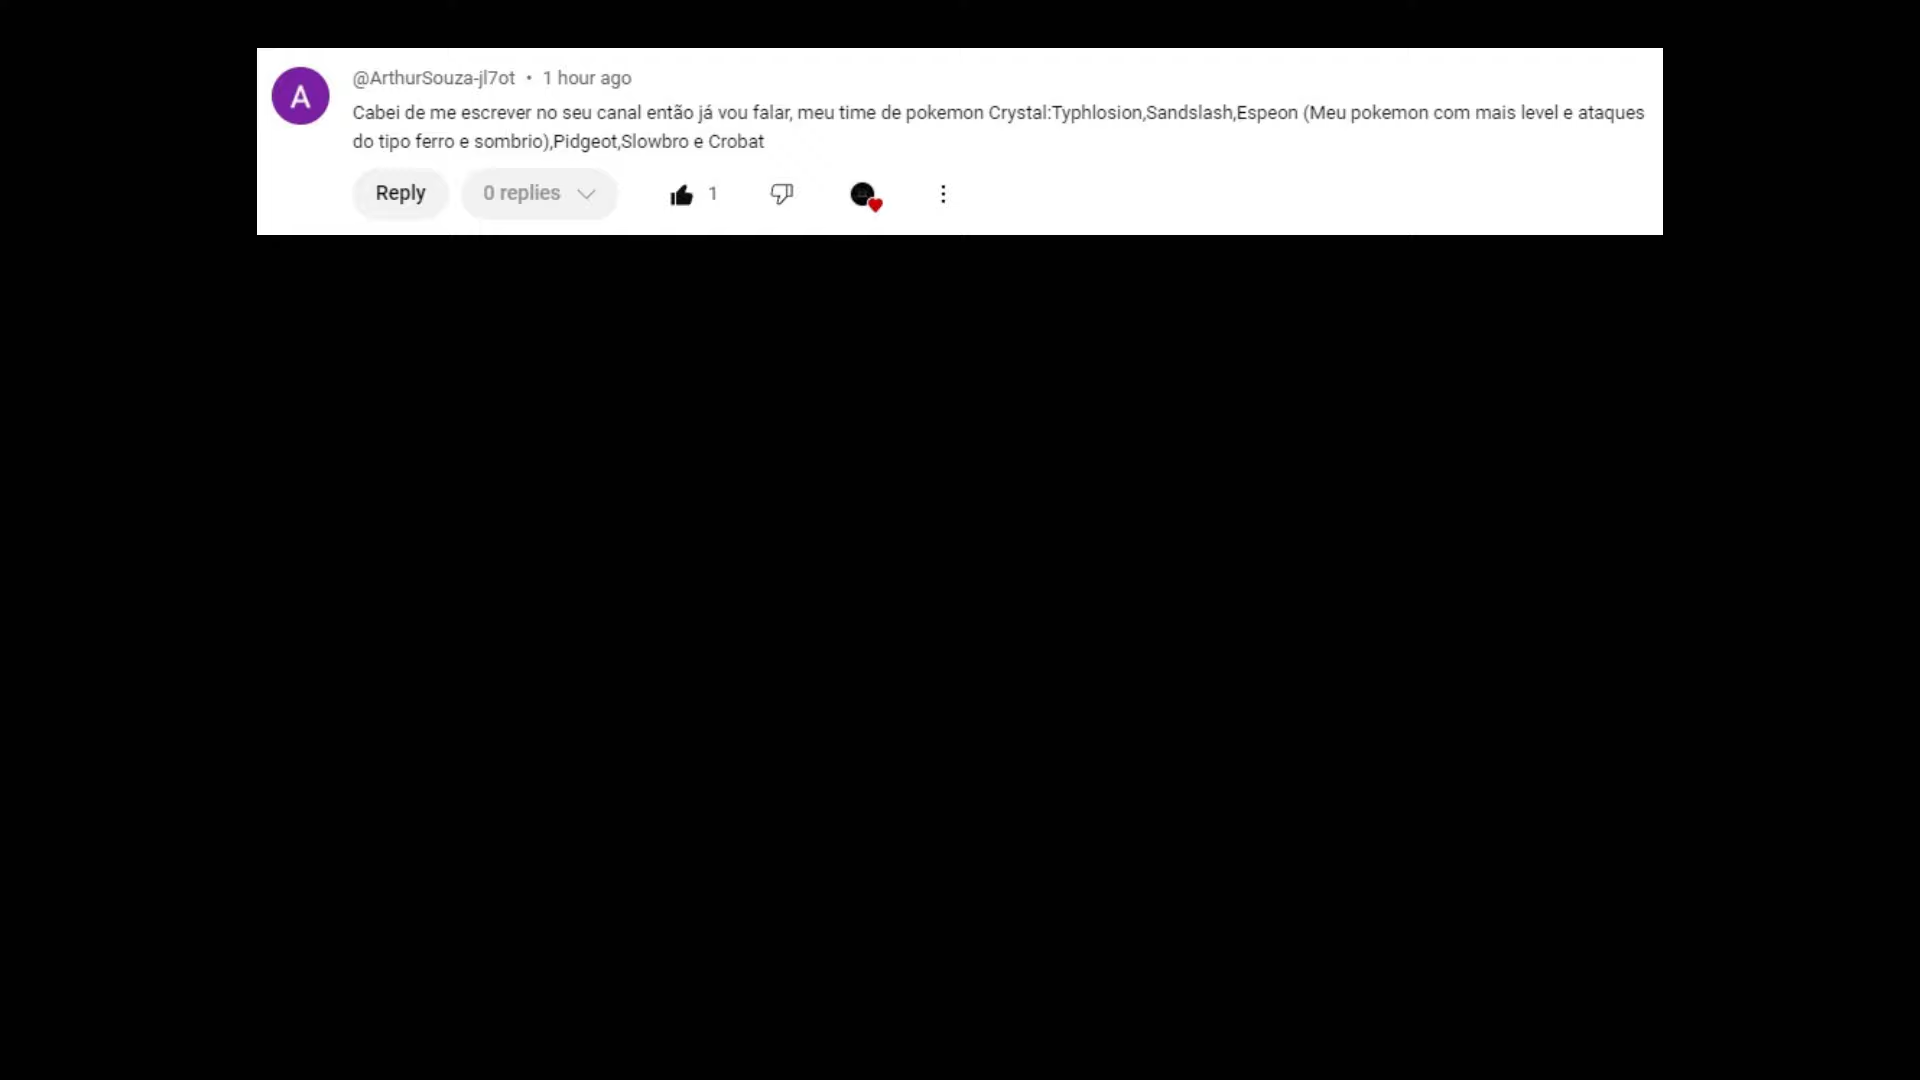 A
@ArthurSouza-jl7ot • 1 hour ago
Cabei de me escrever no seu canal então já vou falar, meu time de pokemon Crystal:Typhlosion,Sandslash,Espeon (Meu pokemon com mais level e ataques
do tipo ferro e sombrio),Pidgeot,Slowbro e Crobat
Reply 0 replies 1